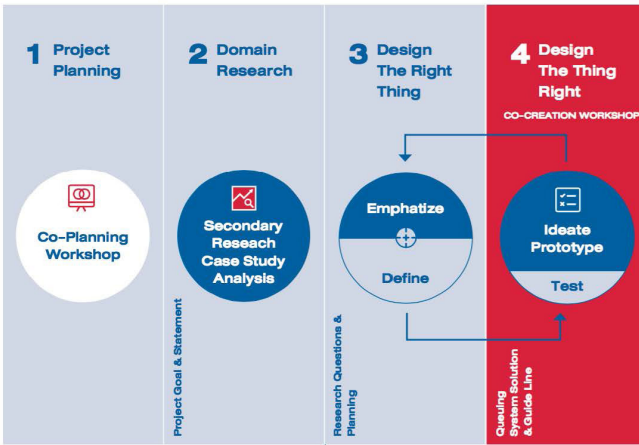 1 Project
Planning
Co-Planning
Workshop
2 Domain
Research
Secondary
Reseach
Case Study
Analysis
Project Goal & Statement
3 Design
The Right
Thing
Emphatize
Define
Research Questions &
Planning
4 Design
The Thing
Right
CO-CREATION WORKSHOP
Ideate
Prototype
Test
Queuing
System Solution
& Guide Line